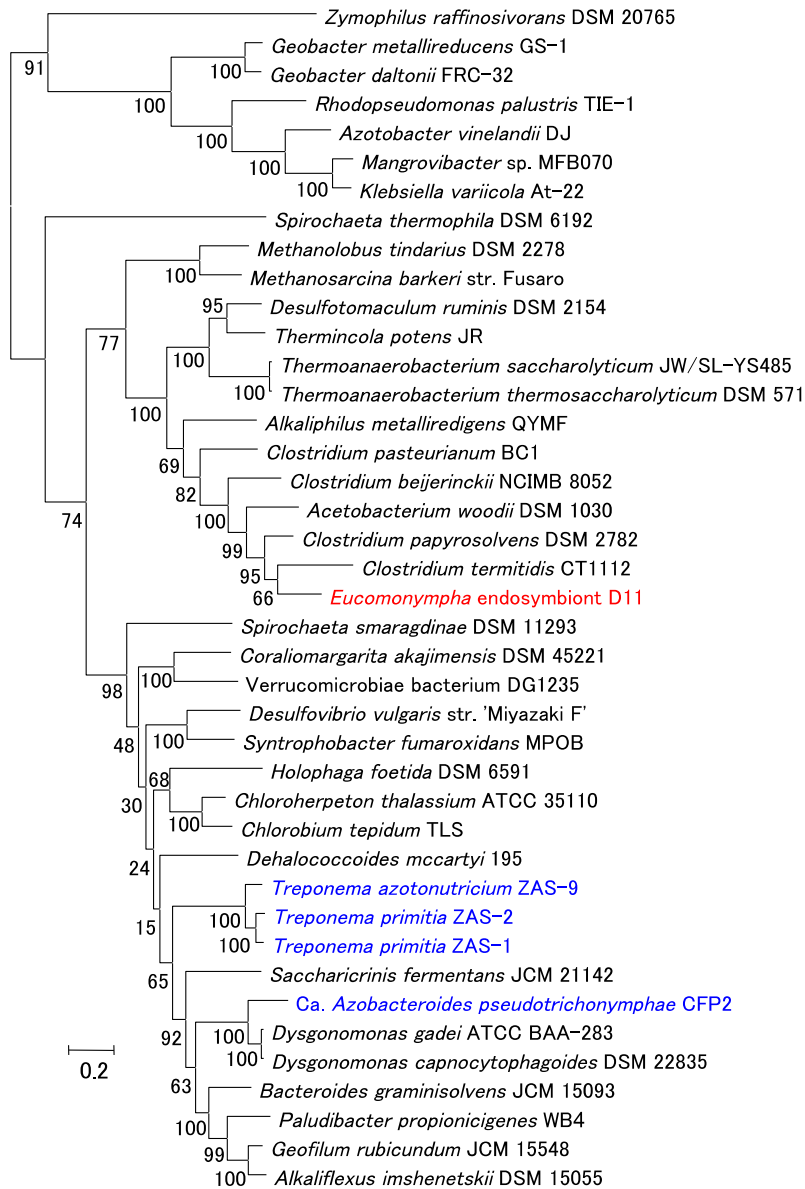 Zymophilus raffinosivorans DSM 20765
Geobacter metallireducens GS-1
91
100
Geobacter daltonii FRC-32
100
Rhodopseudomonas palustris TIE-1
100
Azotobacter vinelandii DJ
100
Mangrovibacter sp. MFB070
100
Klebsiella variicola At-22
Spirochaeta thermophila DSM 6192
Methanolobus tindarius DSM 2278
100
Methanosarcina barkeri str. Fusaro
95
Desulfotomaculum ruminis DSM 2154
77
Thermincola potens JR
100
Thermoanaerobacterium saccharolyticum JW/SL-YS485
100
Thermoanaerobacterium thermosaccharolyticum DSM 571
100
Alkaliphilus metalliredigens QYMF
69
Clostridium pasteurianum BC1
82
Clostridium beijerinckii NCIMB 8052
74
100
Acetobacterium woodii DSM 1030
99
Clostridium papyrosolvens DSM 2782
95
Clostridium termitidis CT1112
66
Eucomonympha endosymbiont D11
Spirochaeta smaragdinae DSM 11293
Coraliomargarita akajimensis DSM 45221
98
100
Verrucomicrobiae bacterium DG1235
Desulfovibrio vulgaris str. 'Miyazaki F'
48
100
Syntrophobacter fumaroxidans MPOB
68
Holophaga foetida DSM 6591
30
Chloroherpeton thalassium ATCC 35110
100
Chlorobium tepidum TLS
24
Dehalococcoides mccartyi 195
Treponema azotonutricium ZAS-9
15
100
Treponema primitia ZAS-2
100
Treponema primitia ZAS-1
65
Saccharicrinis fermentans JCM 21142
Ca. Azobacteroides pseudotrichonymphae CFP2
92
100
Dysgonomonas gadei ATCC BAA-283
100
Dysgonomonas capnocytophagoides DSM 22835
0.2
63
Bacteroides graminisolvens JCM 15093
100
Paludibacter propionicigenes WB4
99
Geofilum rubicundum JCM 15548
100
Alkaliflexus imshenetskii DSM 15055